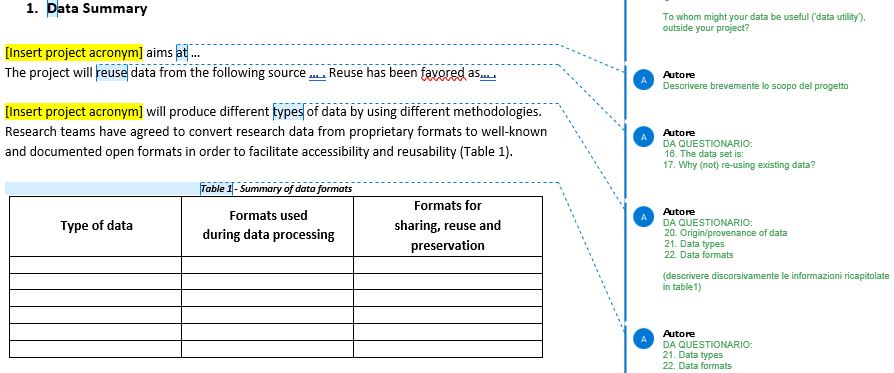 1. Data Summary
[Insert project acronym] aims at ...
The project will reuse data from the following source ... . Reuse has been favored as... .
[Insert project acronym] will produce different types of data by using different methodologies.
Research teams have agreed to convert research data from proprietary formats to well-known
and documented open formats in order to facilitate accessibility and reusability (Table 1).
Table 1 - Summary of data formats
Type of data
Formats used
during data processing
Formats for
sharing, reuse and
preservation
To whom might your data be useful ('data utility'),
outside your project?
A
Autore
Descrivere brevemente lo scopo del progetto
A
Autore
DA QUESTIONARIO:
16. The data set is:
17. Why (not) re-using existing data?
A
Autore
DA QUESTIONARIO:
20. Origin/provenance of data
21. Data types
22. Data formats
(descrivere discorsivamente le informazioni ricapitolate
in table1)
A
Autore
DA QUESTIONARIO:
21. Data types
22. Data formats